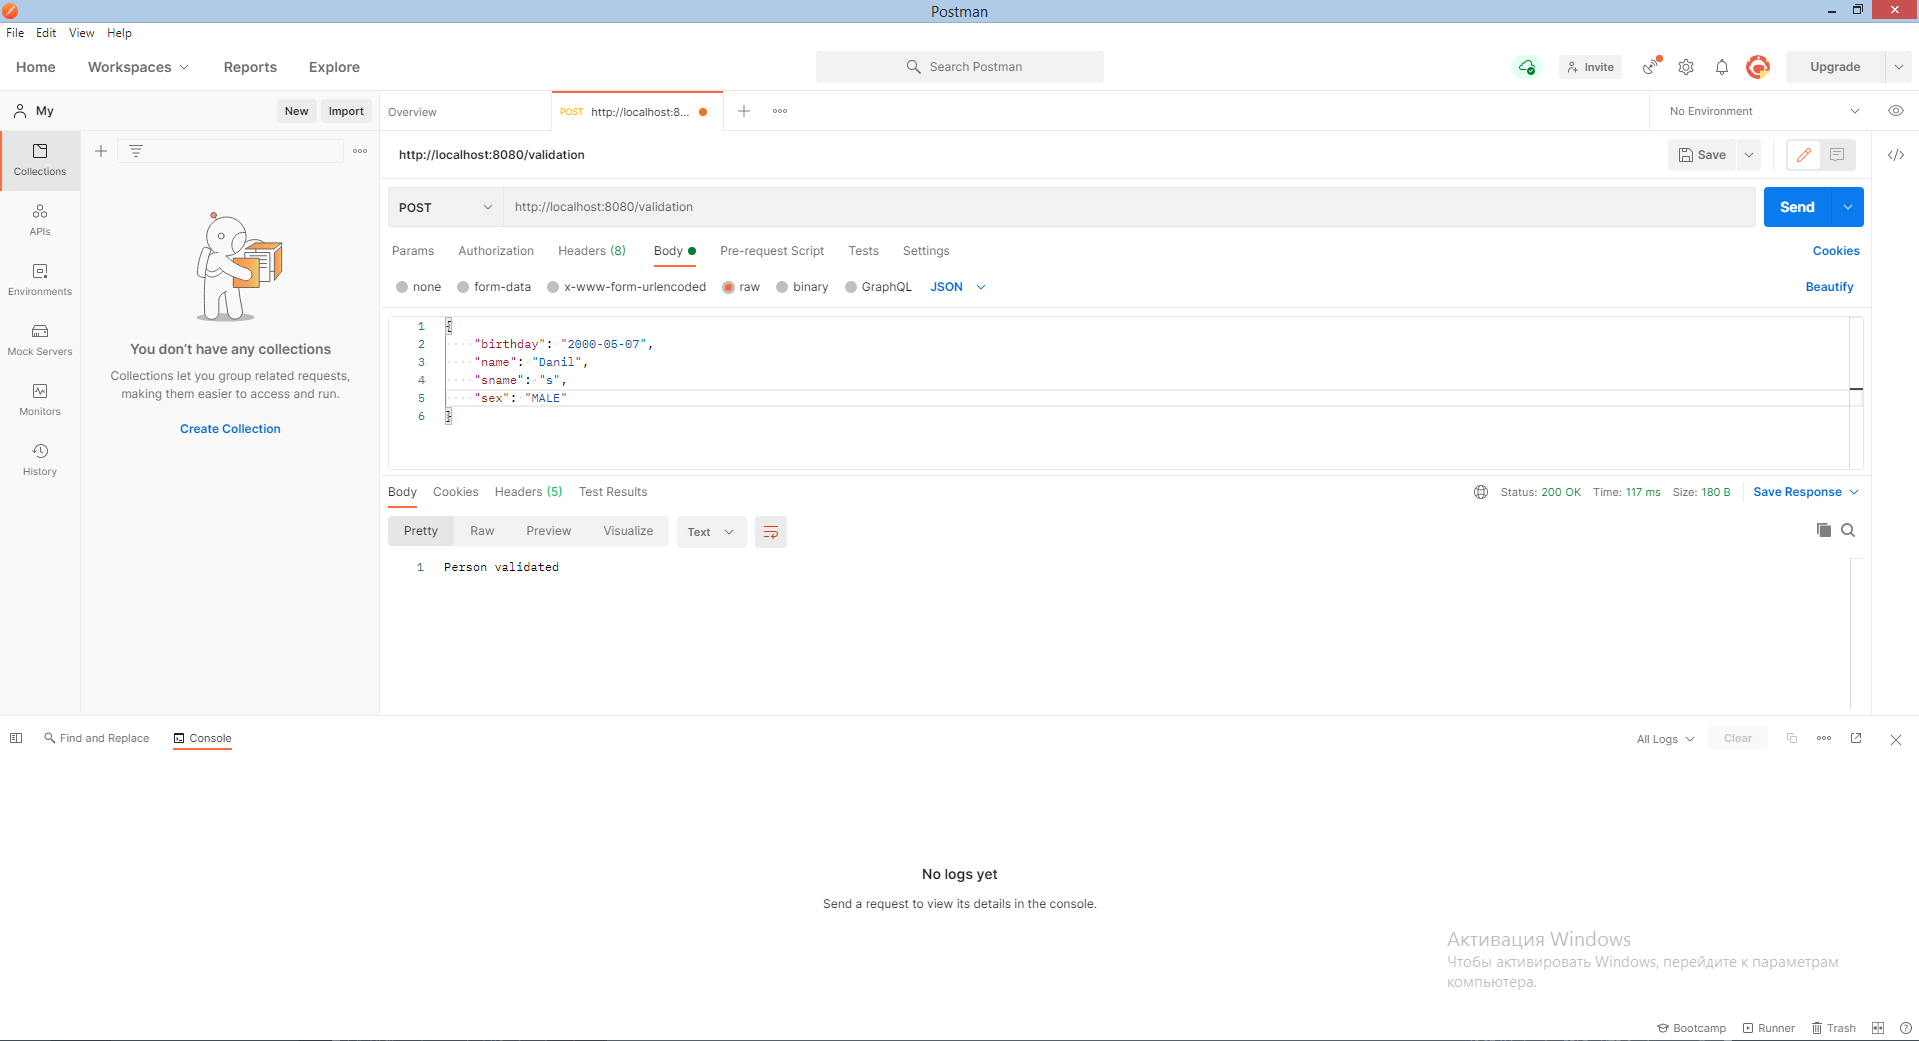 Postman
File Edit View Help
Home Workspaces Reports Explore Search Postman Invite Upgrade
My New Import Overview POST http://localhost:8... No Environment
Collections
http://localhost:8080/validation Save
POST http://localhost:8080/validation Send
APIs
Params Authorization Headers (8) Body Pre-request Script Tests Settings Cookies
none form-data x-www-form-urlencoded raw binary GraphQL JSON Beautify
Environments
1 {
2 "birthday": "2000-05-07",
3 "name": "Danil",
4 "sname": "s",
5 "sex": "MALE"
6 }
Mock Servers
Monitors
History
You don't have any collections
Collections let you group related requests,
making them easier to access and run.
Create Collection
Body Cookies Headers (5) Test Results Status: 200 OK Time: 117 ms Size: 180 B Save Response
Pretty Raw Preview Visualize Text
1 Person validated
Find and Replace Console All Logs Clear
No logs yet
Send a request to view its details in the console.
Активация Windows
Чтобы активировать Windows, перейдите к параметрам
компьютера.
Bootcamp Runner Trash